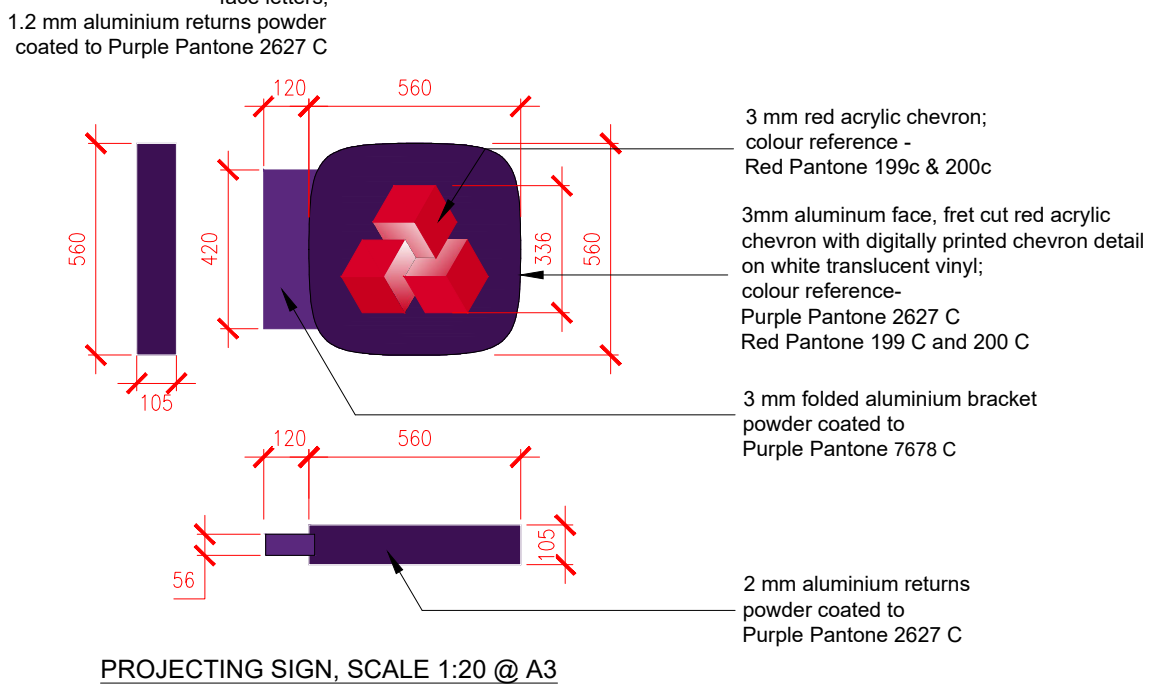 face letters;
1.2 mm aluminium returns powder
coated to Purple Pantone 2627 C
120
560
3 mm red acrylic chevron;
colour reference -
Red Pantone 199c & 200c
3mm aluminum face, fret cut red acrylic
chevron with digitally printed chevron detail
on white translucent vinyl;
colour reference-
Purple Pantone 2627 C
Red Pantone 199 C and 200 C
560
420
336
560
105
3 mm folded aluminium bracket
powder coated to
Purple Pantone 7678 C
120
560
105
56
2 mm aluminium returns
powder coated to
Purple Pantone 2627 C
PROJECTING SIGN, SCALE 1:20 @ A3